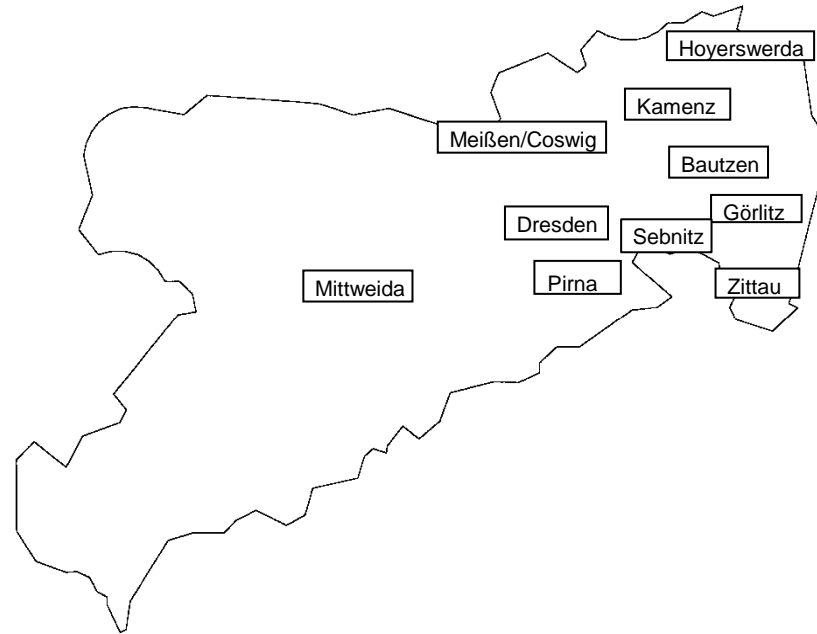 Hoyerswerda
Kamenz
Meißen/Coswig
Bautzen
Görlitz
Dresden
Sebnitz
Pirna
Zittau
Mittweida